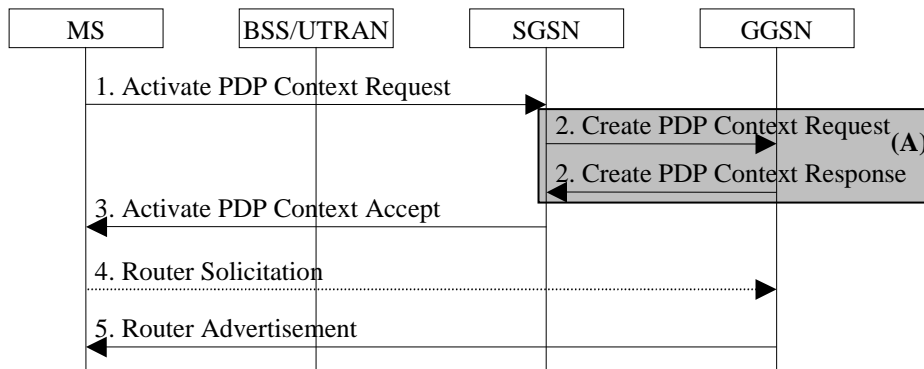 MS BSS/UTRAN SGSN GGSN
1. Activate PDP Context Request
2. Create PDP Context Request
(A)
2. Create PDP Context Response
3. Activate PDP Context Accept
4. Router Solicitation
5. Router Advertisement